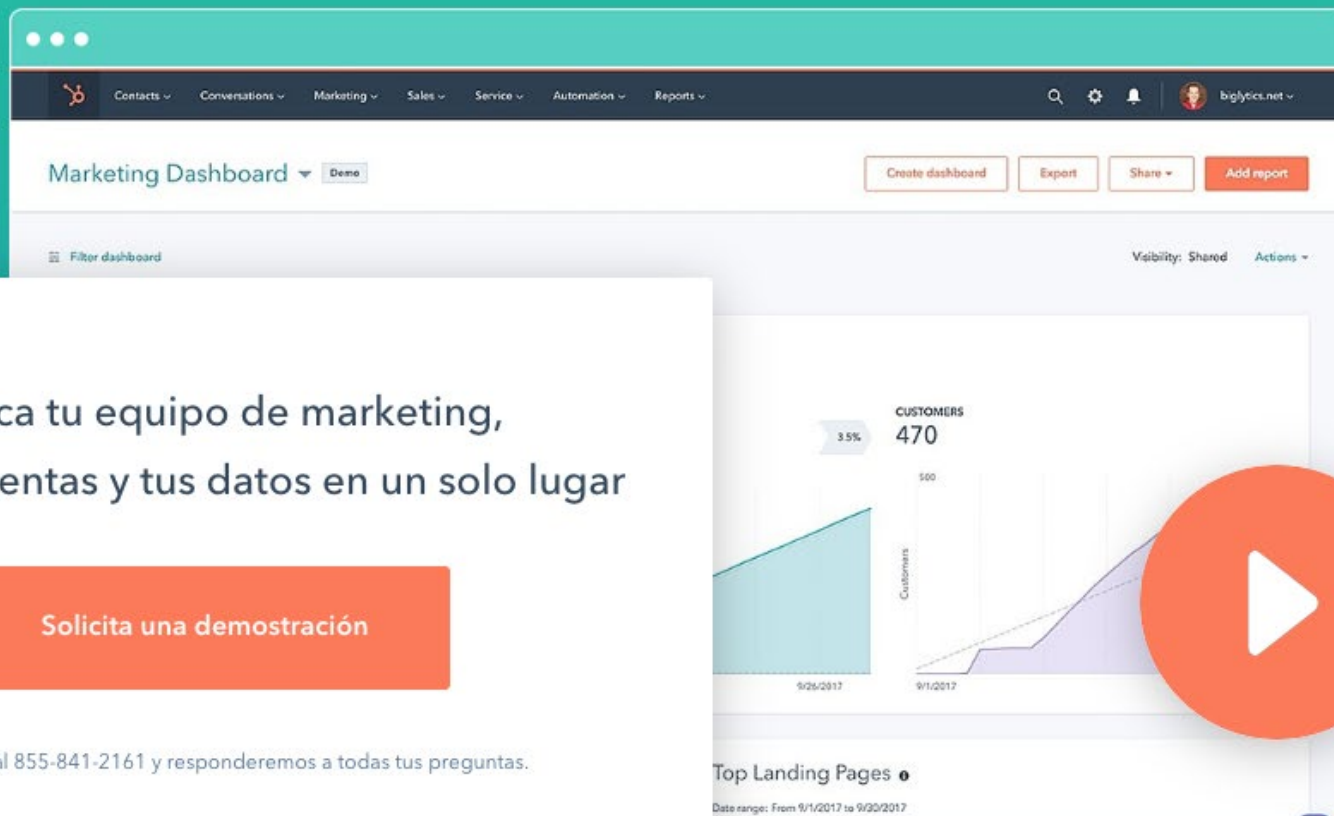 Contacts
Conversations
Marketing
Sales
Service
Automation
Reports
biglytics.net
Marketing Dashboard
Demo
Create dashboard
Export
Share
Add report
Filter dashboard
Visibility: Shared
Actions
ca tu equipo de marketing,
entas y tus datos en un solo lugar
Solicita una demostración
al 855-841-2161 y responderemos a todas tus preguntas.
3.5%
CUSTOMERS
470
500
Customers
9/26/2017
9/1/2017
Top Landing Pages
Date range: From 9/1/2017 to 9/30/2017